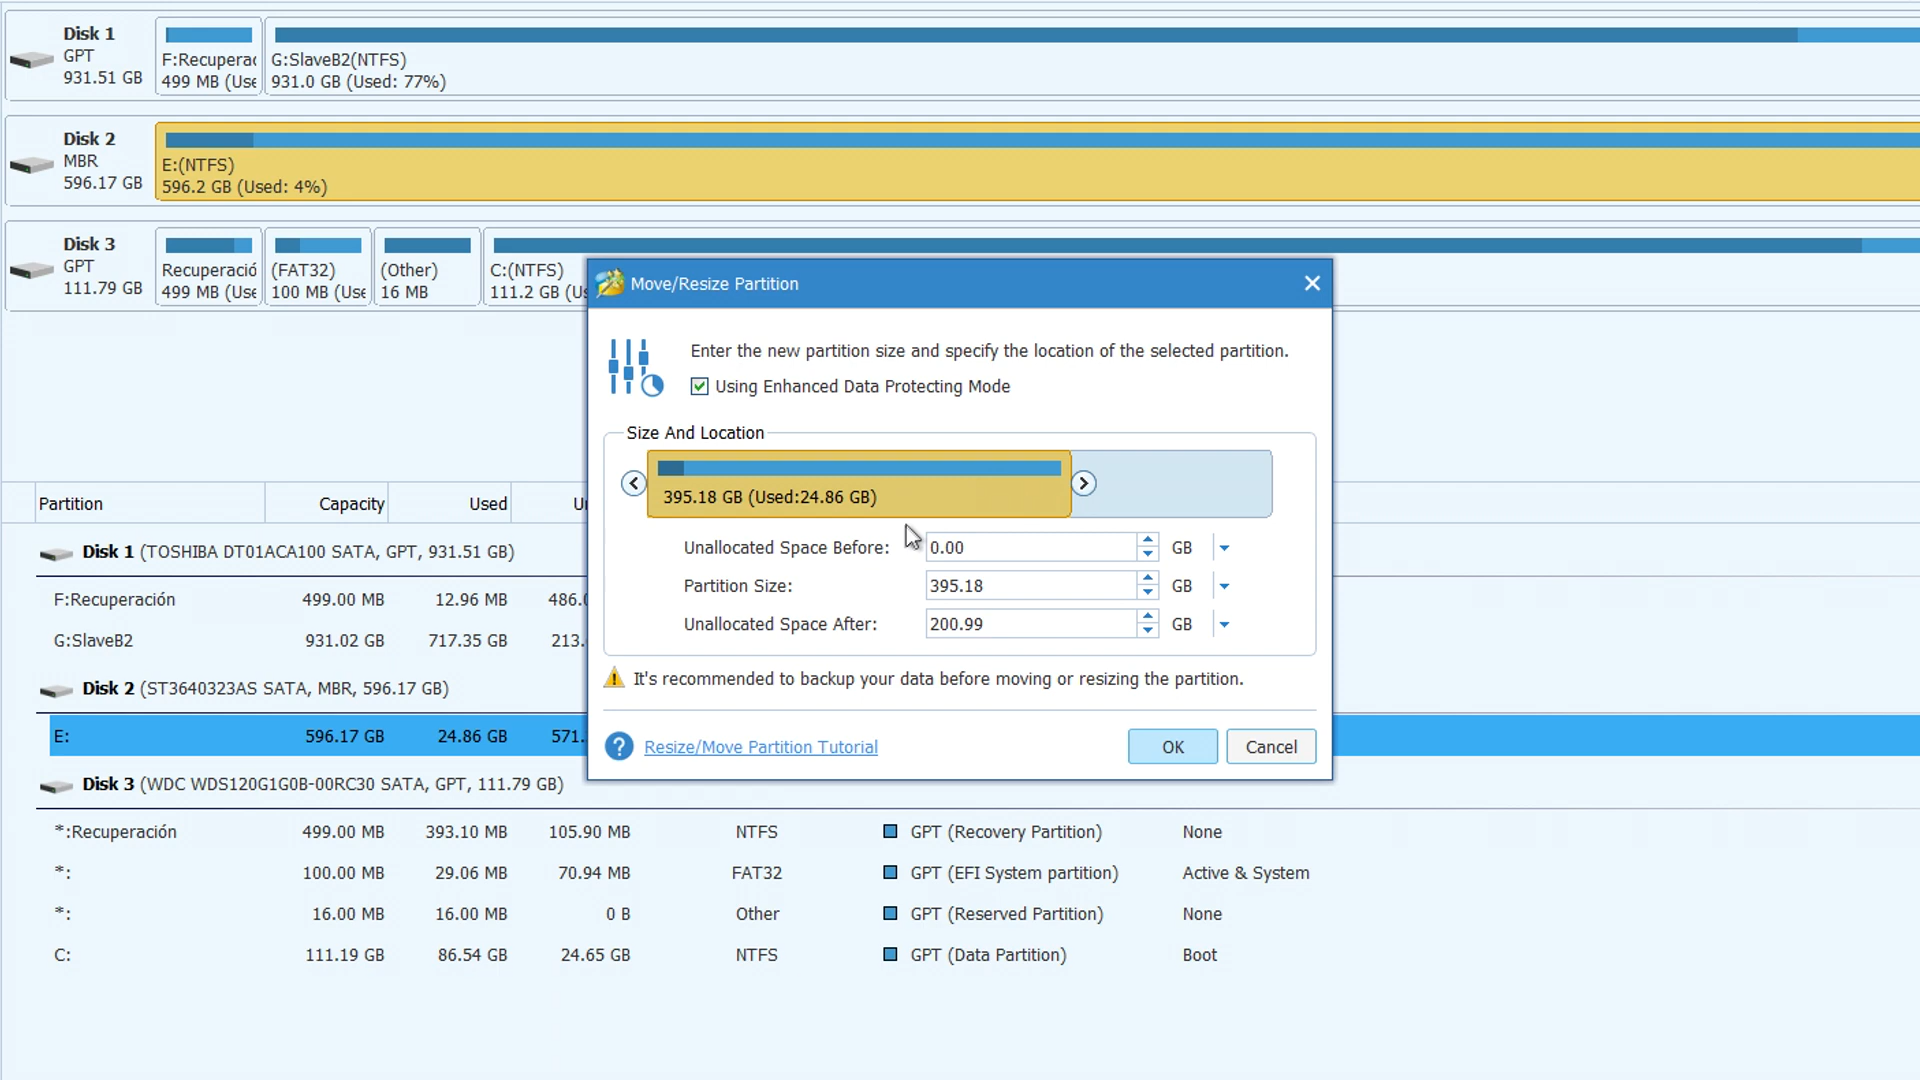 Disk 1
GPT
931.51 GB
F:Recupera
499 MB (Use
G:SlaveB2(NTFS)
931.0 GB (Used: 77%)
Disk 2
MBR
596.17 GB
E:(NTFS)
596.2 GB (Used: 4%)
Disk 3
GPT
111.79 GB
Recuperació
499 MB (Use
(FAT32)
100 MB (Use
(Other)
16 MB
C:(NTFS)
111.2 GB (Us
Move/Resize Partition
Enter the new partition size and specify the location of the selected partition.
Using Enhanced Data Protecting Mode
Size And Location
395.18 GB (Used:24.86 GB)
Unallocated Space Before: 0.00 GB
Partition Size: 395.18 GB
Unallocated Space After: 200.99 GB
It's recommended to backup your data before moving or resizing the partition.
Resize/Move Partition Tutorial
OK
Cancel
Partition Capacity Used Un
Disk 1 (TOSHIBA DT01ACA100 SATA, GPT, 931.51 GB)
F:Recuperación 499.00 MB 12.96 MB 486.0
G:SlaveB2 931.02 GB 717.35 GB 213.
Disk 2 (ST3640323AS SATA, MBR, 596.17 GB)
E: 596.17 GB 24.86 GB 571.
Disk 3 (WDC WDS120G1G0B-00RC30 SATA, GPT, 111.79 GB)
*:Recuperación 499.00 MB 393.10 MB 105.90 MB NTFS GPT (Recovery Partition) None
*: 100.00 MB 29.06 MB 70.94 MB FAT32 GPT (EFI System partition) Active & System
*: 16.00 MB 16.00 MB 0 B Other GPT (Reserved Partition) None
C: 111.19 GB 86.54 GB 24.65 GB NTFS GPT (Data Partition) Boot